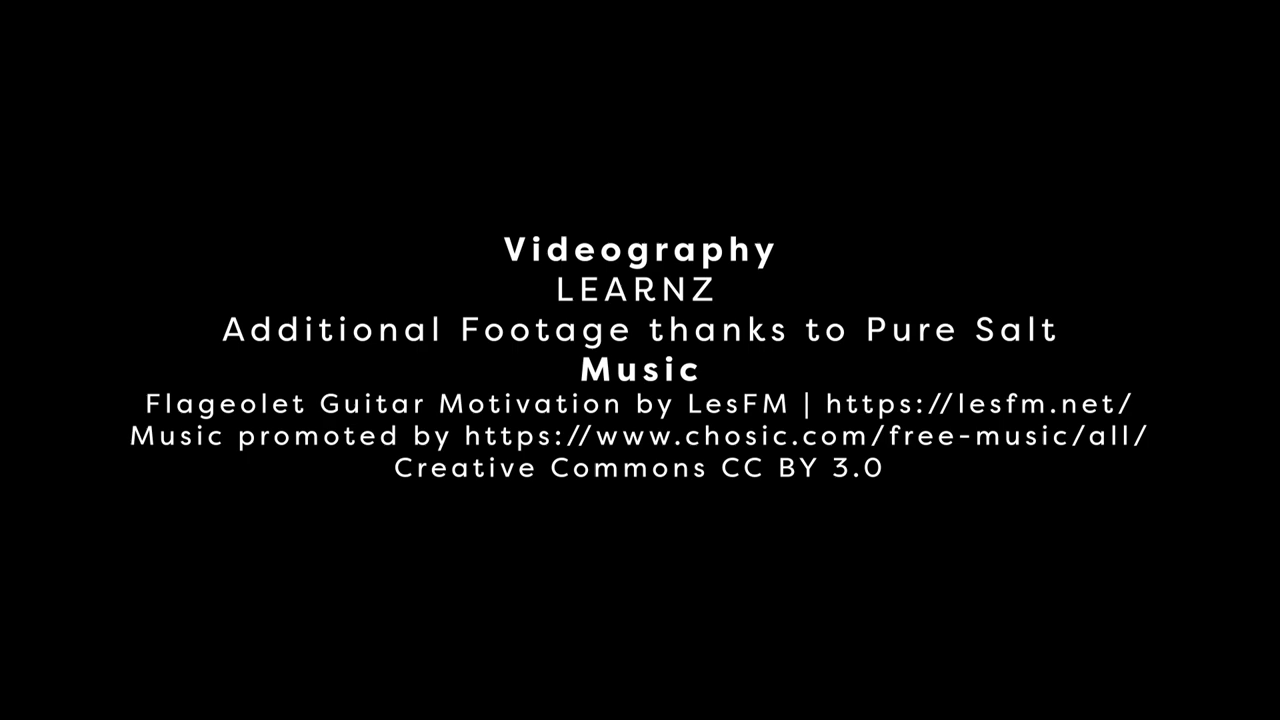 Videography
LEARNZ
Additional Footage thanks to Pure Salt
Music
Flageolet Guitar Motivation by LesFM | https://lesfm.net/
Music promoted by https://www.chosic.com/free-music/all/
Creative Commons CC BY 3.0